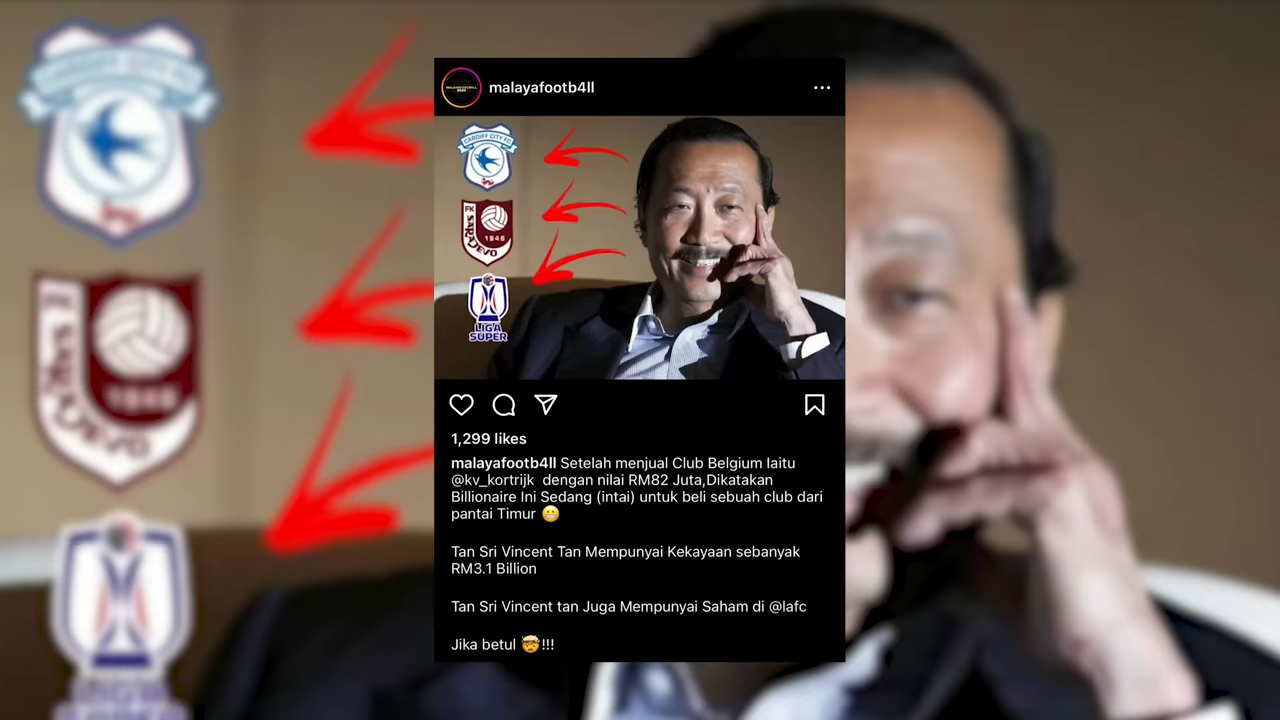 malayafootb4ll
CARDIFF CITY FC
FK SARAJEVO
1946
LIGA
SUPER
1,299 likes
malayafootb4ll Setelah menjual Club Belgium Iaitu
@kv_kortrijk dengan nilai RM82 Juta,Dikatakan
Billionaire Ini Sedang (intai) untuk beli sebuah club dari
pantai Timur 😬
Tan Sri Vincent Tan Mempunyai Kekayaan sebanyak
RM3.1 Billion
Tan Sri Vincent tan Juga Mempunyai Saham di @lafc
Jika betul 🤯!!!